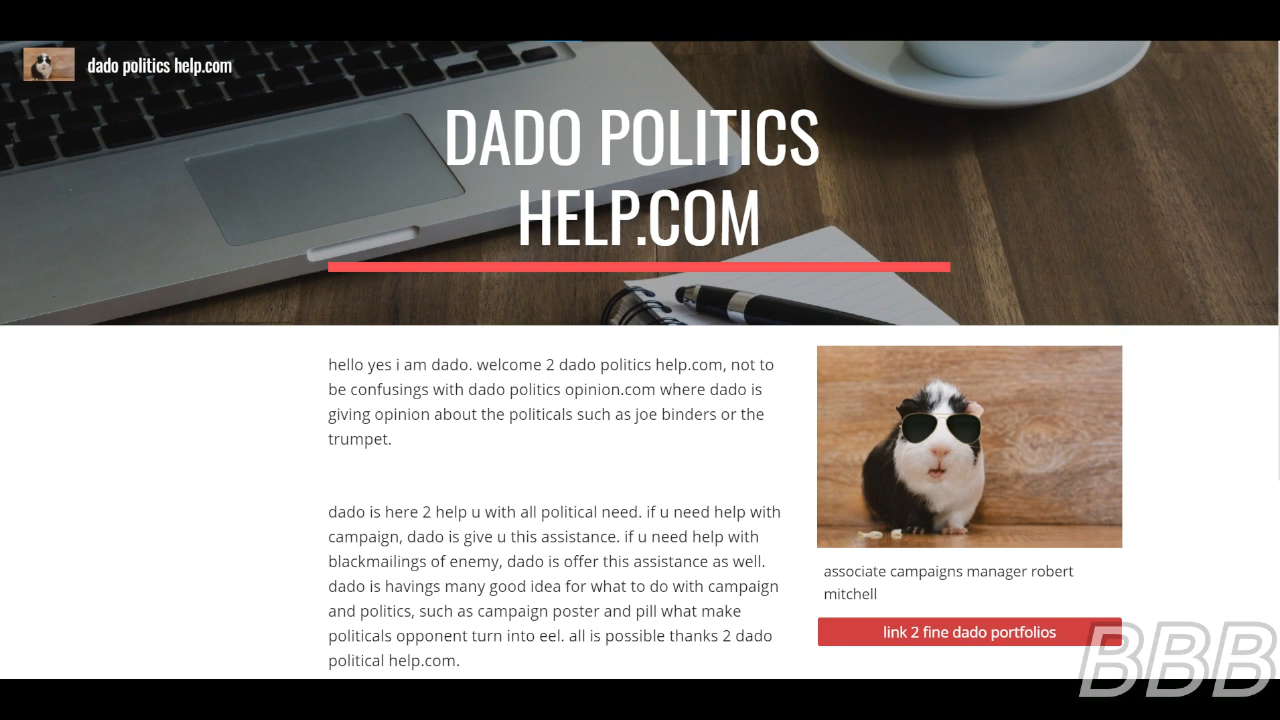 dado politics help.com
DADO POLITICS
HELP.COM
hello yes i am dado. welcome 2 dado politics help.com, not to
be confusings with dado politics opinion.com where dado is
giving opinion about the politicals such as joe binders or the
trumpet.
dado is here 2 help u with all political need. if u need help with
campaign, dado is give u this assistance. if u need help with
blackmailings of enemy, dado is offer this assistance as well.
dado is havings many good idea for what to do with campaign
and politics, such as campaign poster and pill what make
politicals opponent turn into eel. all is possible thanks 2 dado
political help.com.
associate campaigns manager robert
mitchell
link 2 fine dado portfolios
BBB